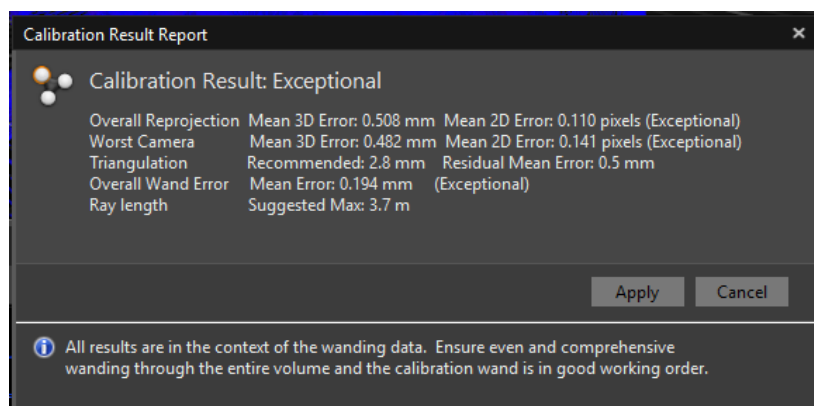 Calibration Result Report
Calibration Result: Exceptional
Overall Reprojection Mean 3D Error: 0.508 mm Mean 2D Error: 0.110 pixels (Exceptional)
Worst Camera Mean 3D Error: 0.482 mm Mean 2D Error: 0.141 pixels (Exceptional)
Triangulation Recommended: 2.8 mm Residual Mean Error: 0.5 mm
Overall Wand Error Mean Error: 0.194 mm (Exceptional)
Ray length Suggested Max: 3.7 m
Apply Cancel
All results are in the context of the wanding data. Ensure even and comprehensive
wanding through the entire volume and the calibration wand is in good working order.